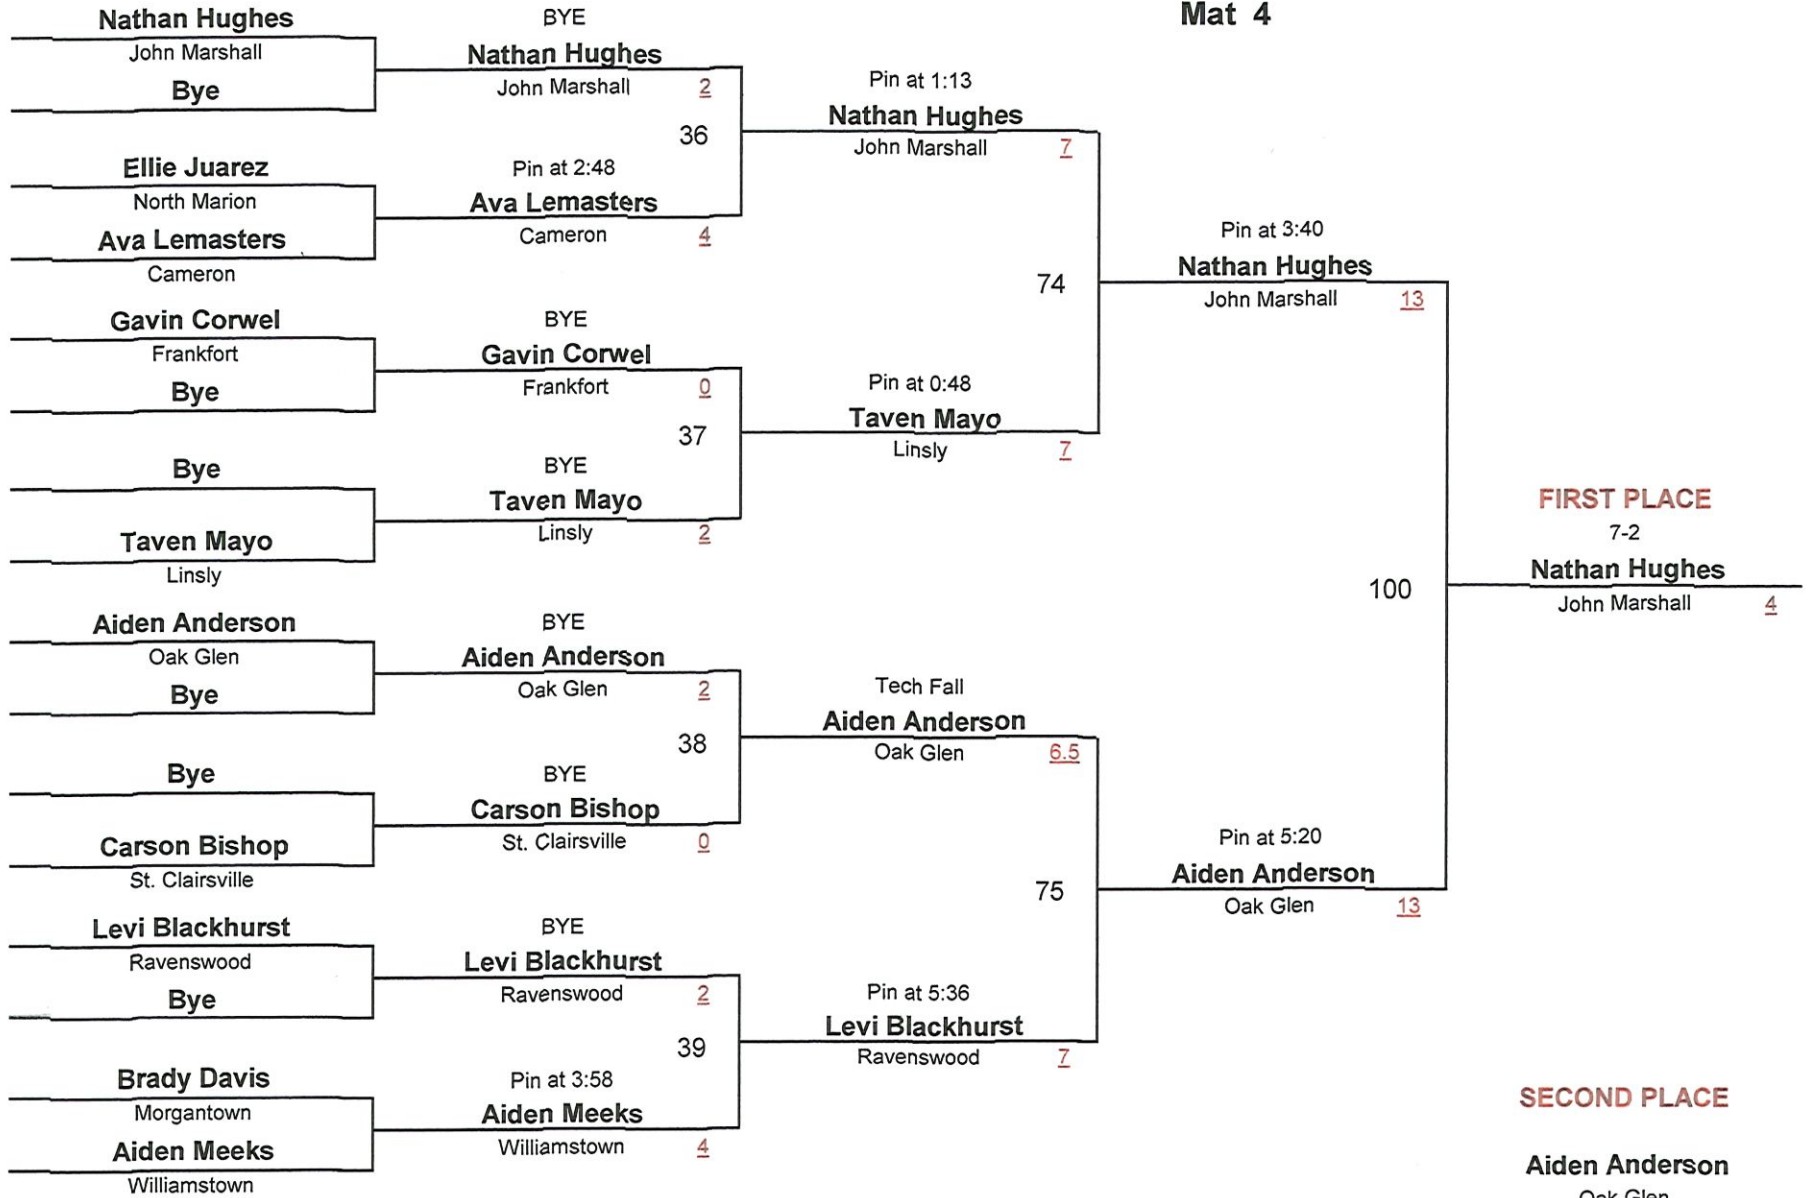 Mat 4
Nathan Hughes
John Marshall
Bye
Ellie Juarez
North Marion
Ava Lemasters
Cameron
Gavin Corwel
Frankfort
Bye
Bye
Taven Mayo
Linsly
Aiden Anderson
Oak Glen
Bye
Bye
Carson Bishop
St. Clairsville
Levi Blackhurst
Ravenswood
Bye
Brady Davis
Morgantown
Aiden Meeks
Williamstown
BYE
Nathan Hughes
John Marshall 2
36
Pin at 2:48
Ava Lemasters
Cameron 4
BYE
Gavin Corwel
Frankfort 0
37
BYE
Taven Mayo
Linsly 2
BYE
Aiden Anderson
Oak Glen 2
38
BYE
Carson Bishop
St. Clairsville 0
BYE
Levi Blackhurst
Ravenswood 2
39
Pin at 3:58
Aiden Meeks
Williamstown 4
Pin at 1:13
Nathan Hughes
John Marshall 7
74
Pin at 0:48
Taven Mayo
Linsly 7
Tech Fall
Aiden Anderson
Oak Glen 6.5
75
Pin at 5:36
Levi Blackhurst
Ravenswood 7
Pin at 3:40
Nathan Hughes
John Marshall 13
100
Pin at 5:20
Aiden Anderson
Oak Glen 13
FIRST PLACE
7-2
Nathan Hughes
John Marshall 4
SECOND PLACE
Aiden Anderson
Oak Glen